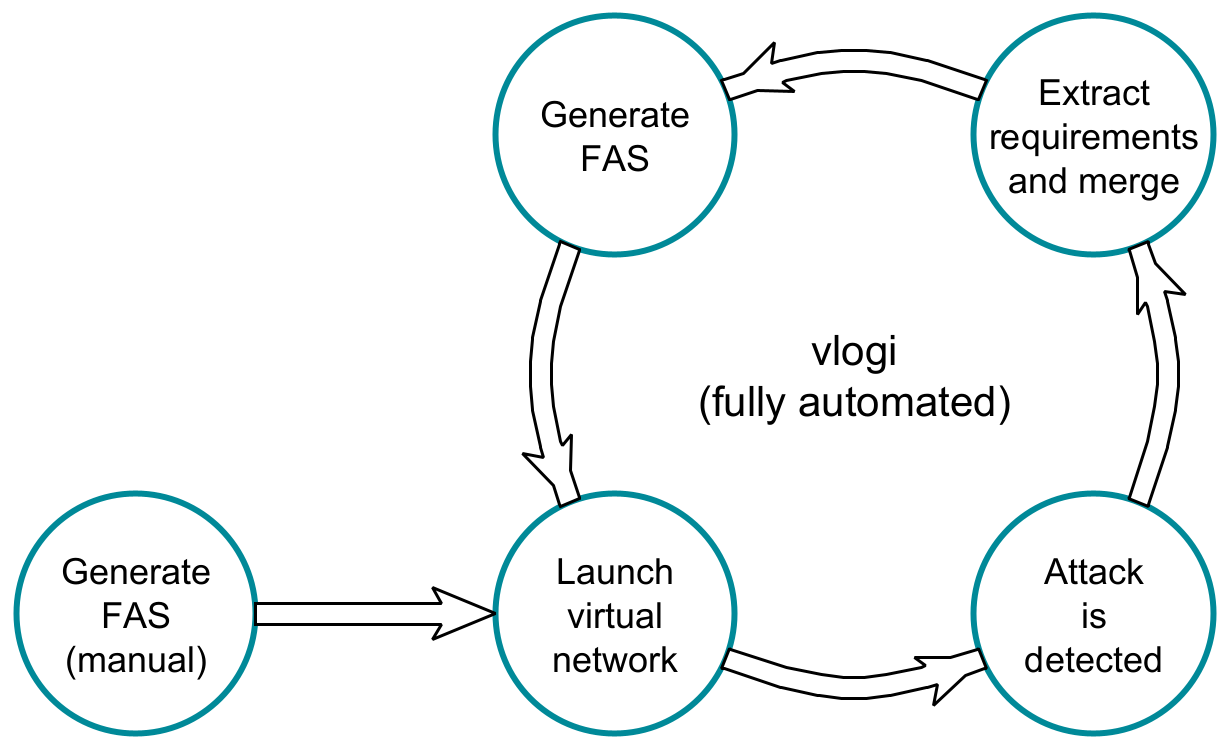 Generate
FAS
Extract
requirements
and merge
vlogi
(fully automated)
Generate
FAS
(manual)
Launch
virtual
network
Attack
is
detected